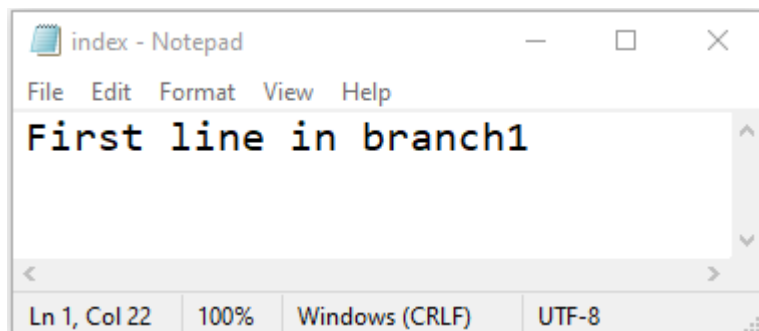 index - Notepad
File Edit Format View Help
First line in branch1
Ln 1, Col 22 100% Windows (CRLF) UTF-8